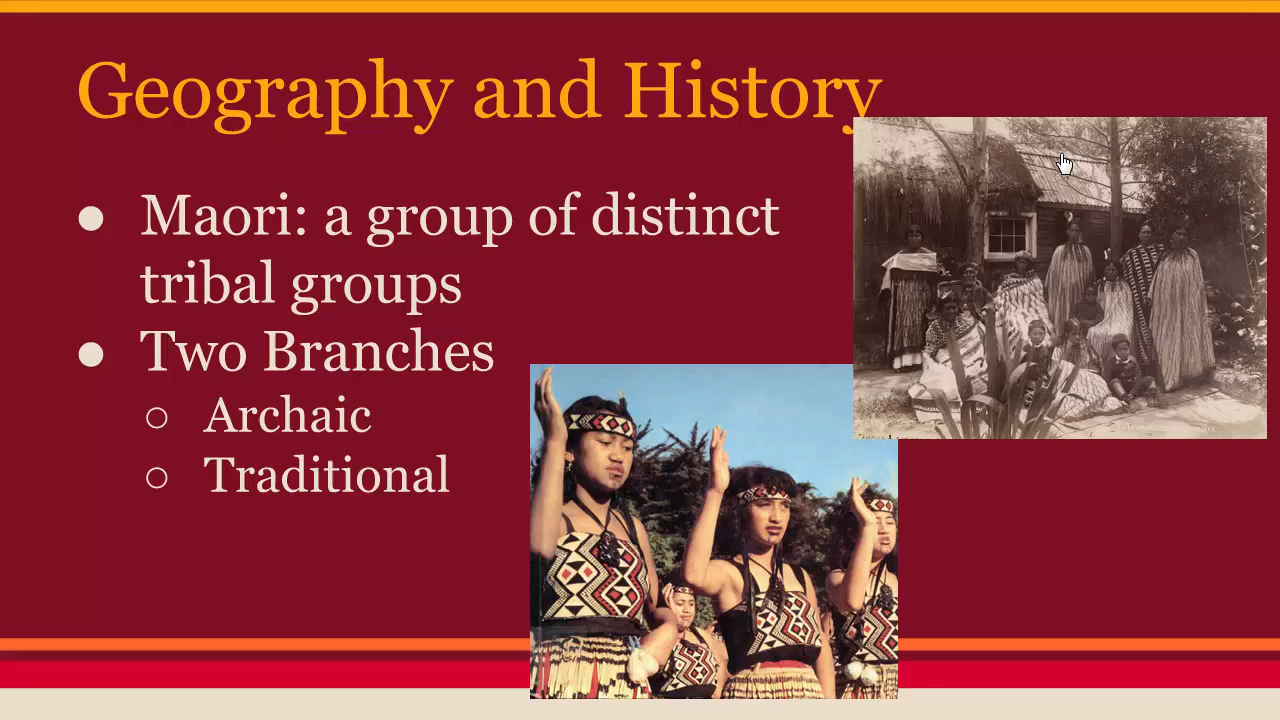 Geography and History
● Maori: a group of distinct
tribal groups
● Two Branches
○ Archaic
○ Traditional